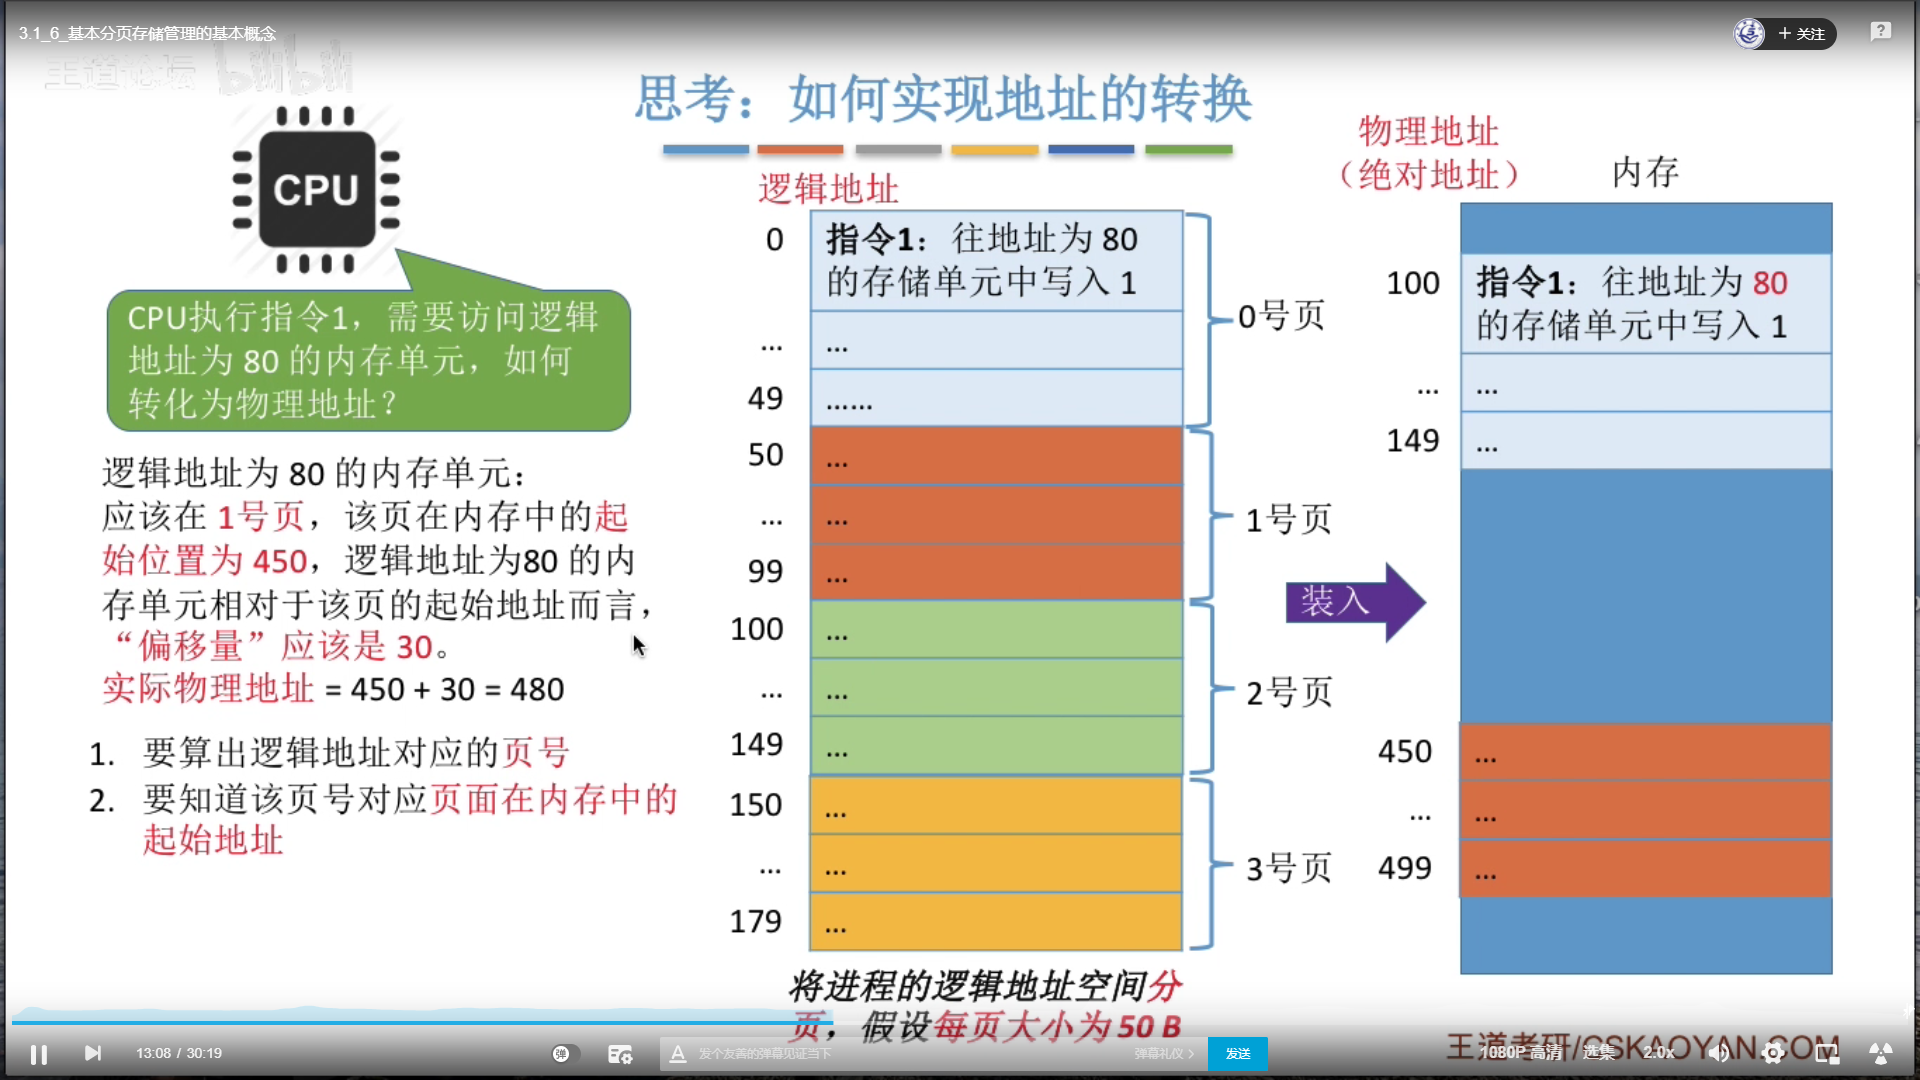 3.1_6_基本分页存储管理的基本概念
+ 关注
王道论坛 bilibili
思考：如何实现地址的转换
CPU
CPU执行指令1，需要访问逻辑
地址为 80 的内存单元，如何
转化为物理地址？
逻辑地址为 80 的内存单元：
应该在 1号页，该页在内存中的起
始位置为 450，逻辑地址为80 的内
存单元相对于该页的起始地址而言，
“偏移量”应该是 30。
实际物理地址 = 450 + 30 = 480
1. 要算出逻辑地址对应的页号
2. 要知道该页号对应页面在内存中的
起始地址
逻辑地址
0
指令1：往地址为 80
的存储单元中写入 1
...
...
49
......
0号页
50
...
...
...
99
...
1号页
100
...
...
...
149
...
2号页
150
...
...
...
179
...
3号页
将进程的逻辑地址空间分
页，假设每页大小为 50 B
装入
物理地址
（绝对地址）
内存
100
指令1：往地址为 80
的存储单元中写入 1
...
...
149
...
450
...
...
...
499
...
王道考研/CSKAOYAN.COM
13:08 / 30:19
弹
发个友善的弹幕见证当下
弹幕礼仪 >
发送
1080P 高清
选集
2.0x